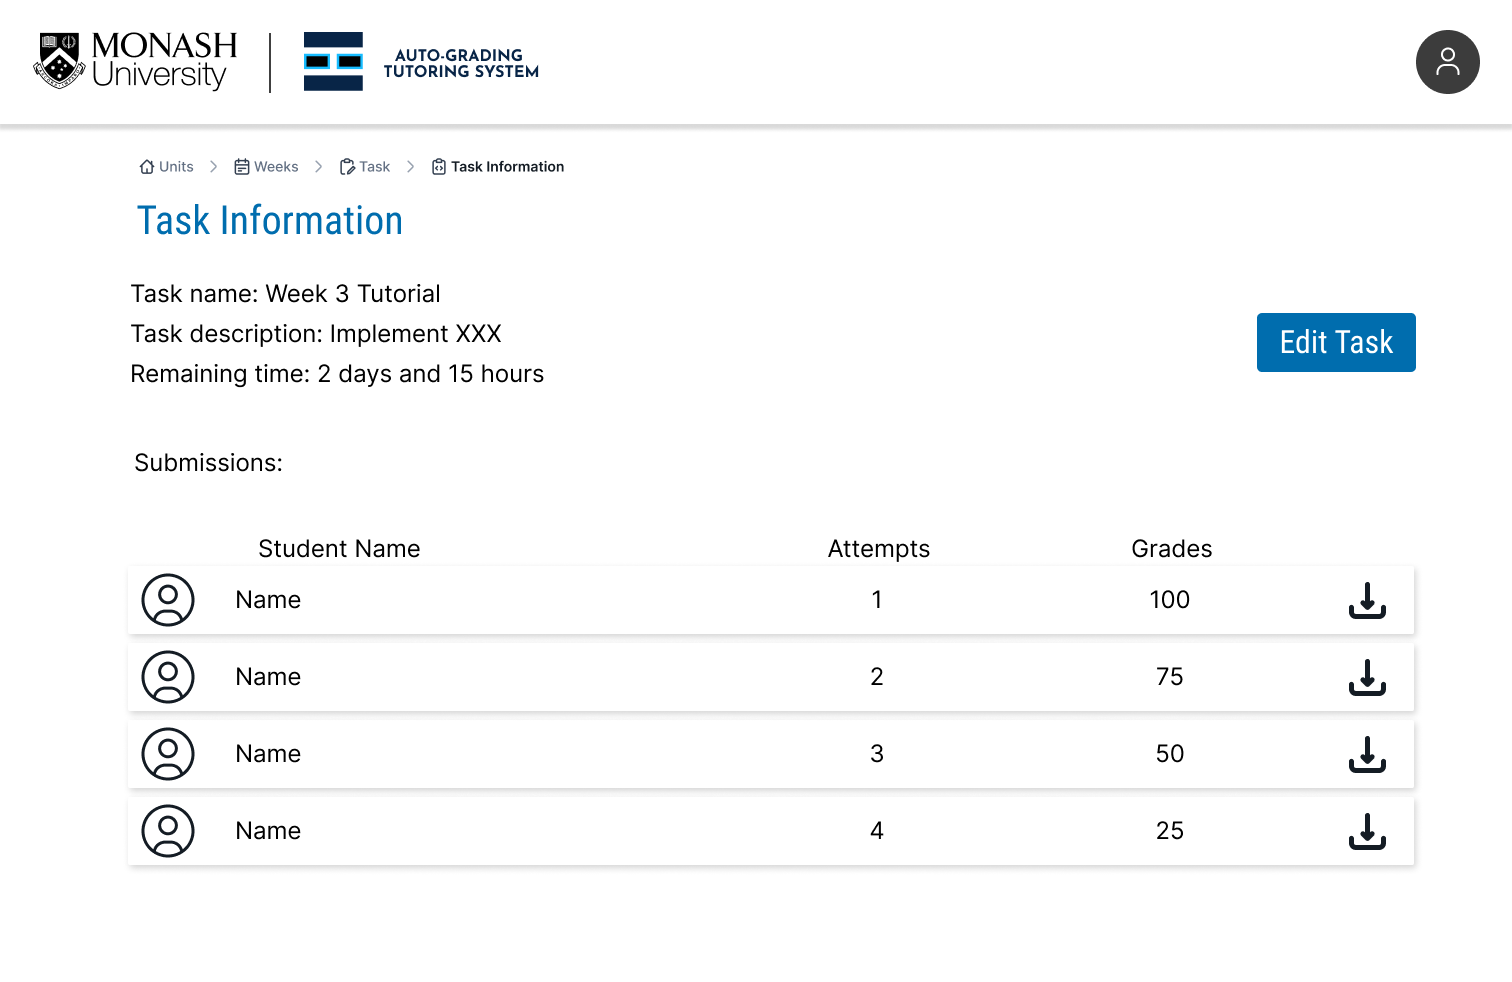 MONASH
University
AUTO-GRADING
TUTORING SYSTEM
Units
Weeks
Task
Task Information
Task Information
Task name: Week 3 Tutorial
Task description: Implement XXX
Remaining time: 2 days and 15 hours
Edit Task
Submissions:
Student Name Attempts Grades
Name 1 100
Name 2 75
Name 3 50
Name 4 25